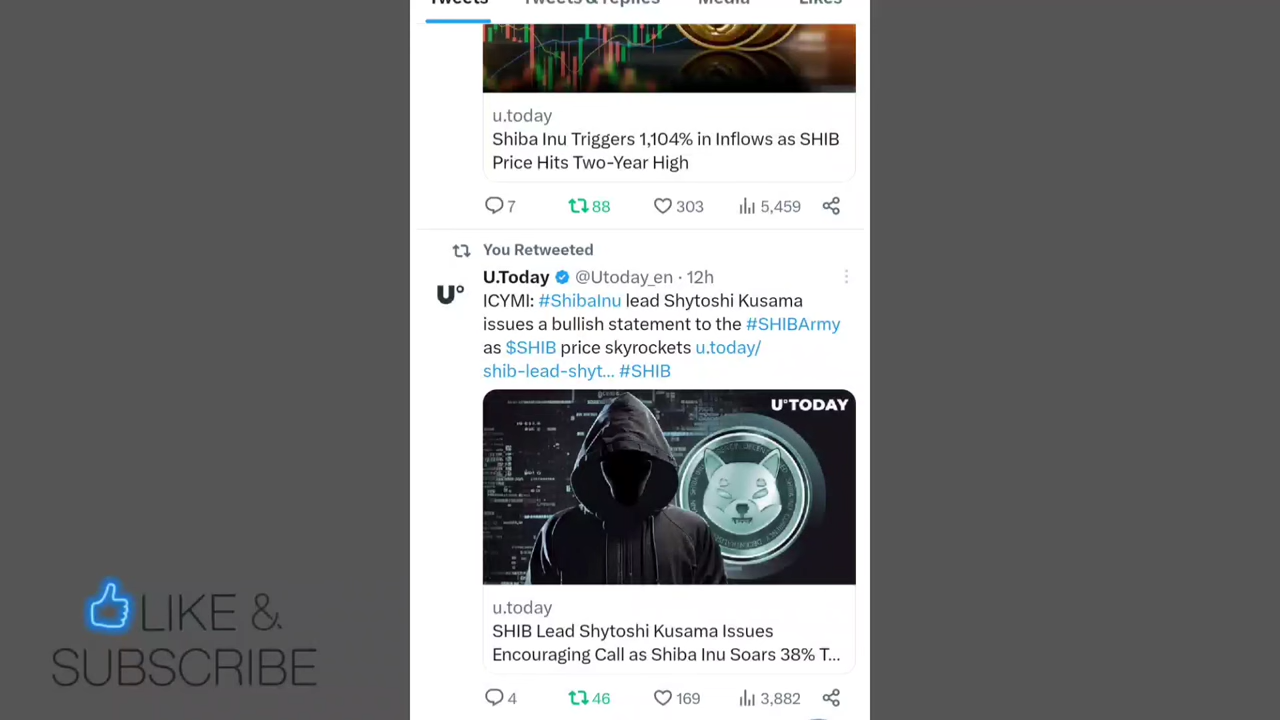 Tweets Tweets & replies Media Likes
u.today
Shiba Inu Triggers 1,104% in Inflows as SHIB
Price Hits Two-Year High
7 88 303 5,459
You Retweeted
U.Today @Utoday_en · 12h
U°
ICYMI: #ShibaInu lead Shytoshi Kusama
issues a bullish statement to the #SHIBArmy
as $SHIB price skyrockets u.today/
shib-lead-shyt... #SHIB
U°TODAY
u.today
SHIB Lead Shytoshi Kusama Issues
Encouraging Call as Shiba Inu Soars 38% T...
4 46 169 3,882
LIKE &
SUBSCRIBE